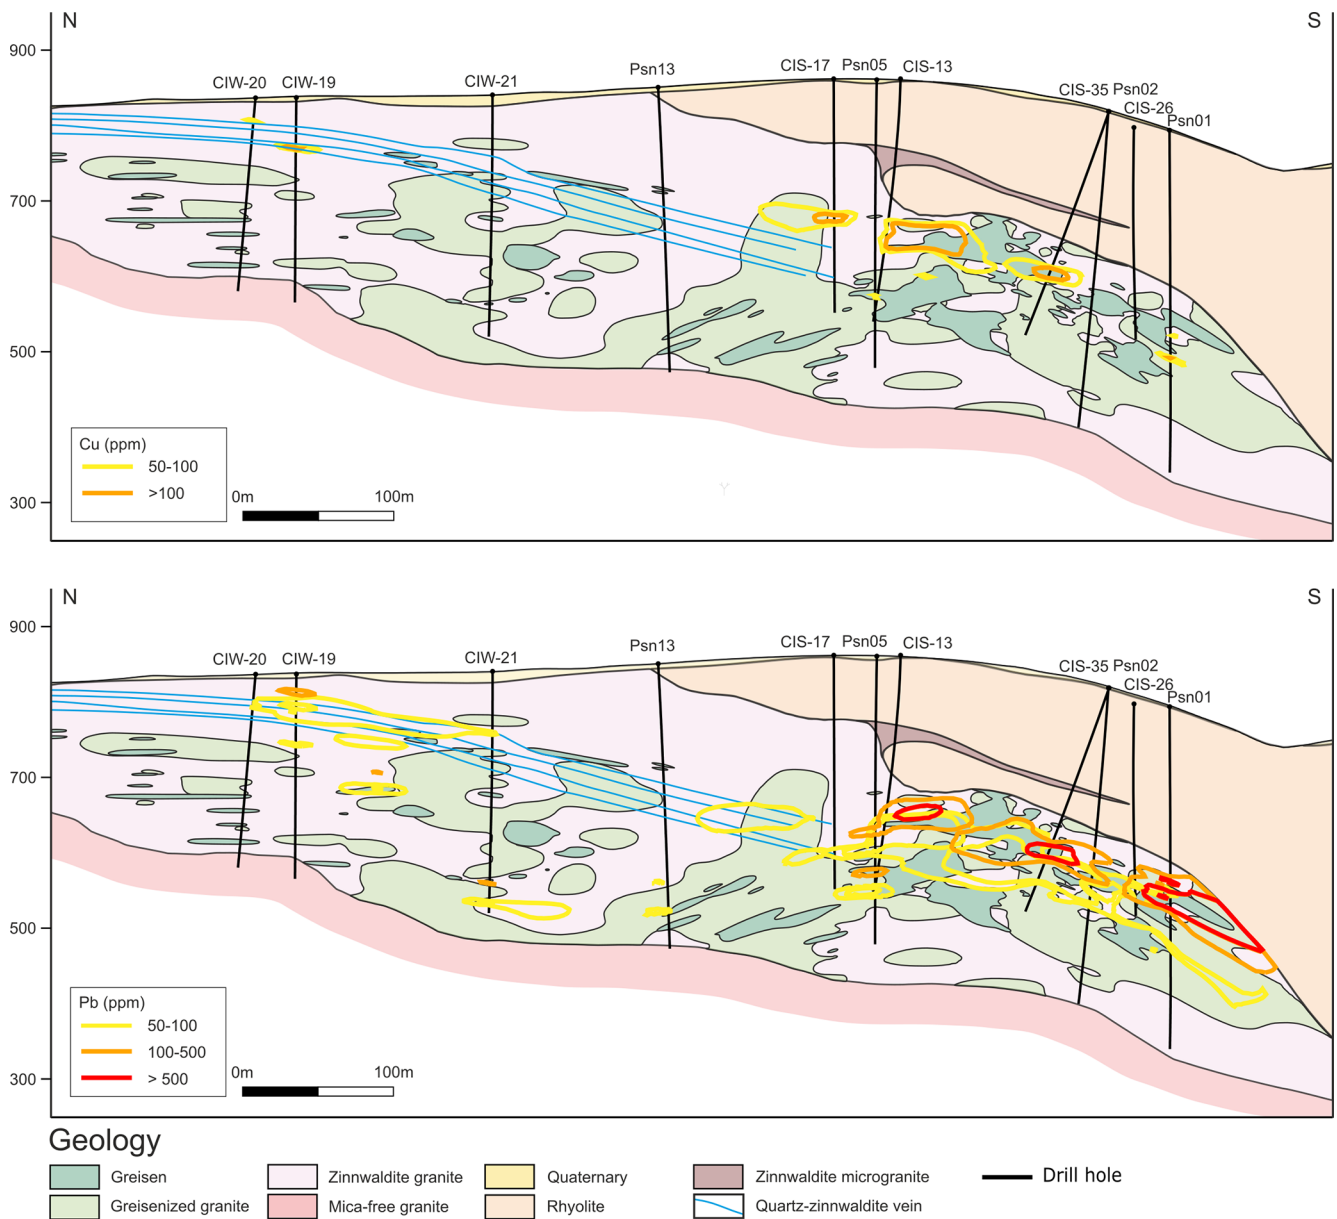 N
S
900
700
500
300
CIW-20
CIW-19
CIW-21
Psn13
CIS-17
Psn05
CIS-13
CIS-35
Psn02
CIS-26
Psn01
Cu (ppm)
50-100
>100
0m
100m
Y
N
S
900
700
500
300
CIW-20
CIW-19
CIW-21
Psn13
CIS-17
Psn05
CIS-13
CIS-35
Psn02
CIS-26
Psn01
Pb (ppm)
50-100
100-500
> 500
0m
100m
Geology
Greisen
Zinnwaldite granite
Quaternary
Zinnwaldite microgranite
Drill hole
Greisenized granite
Mica-free granite
Rhyolite
Quartz-zinnwaldite vein